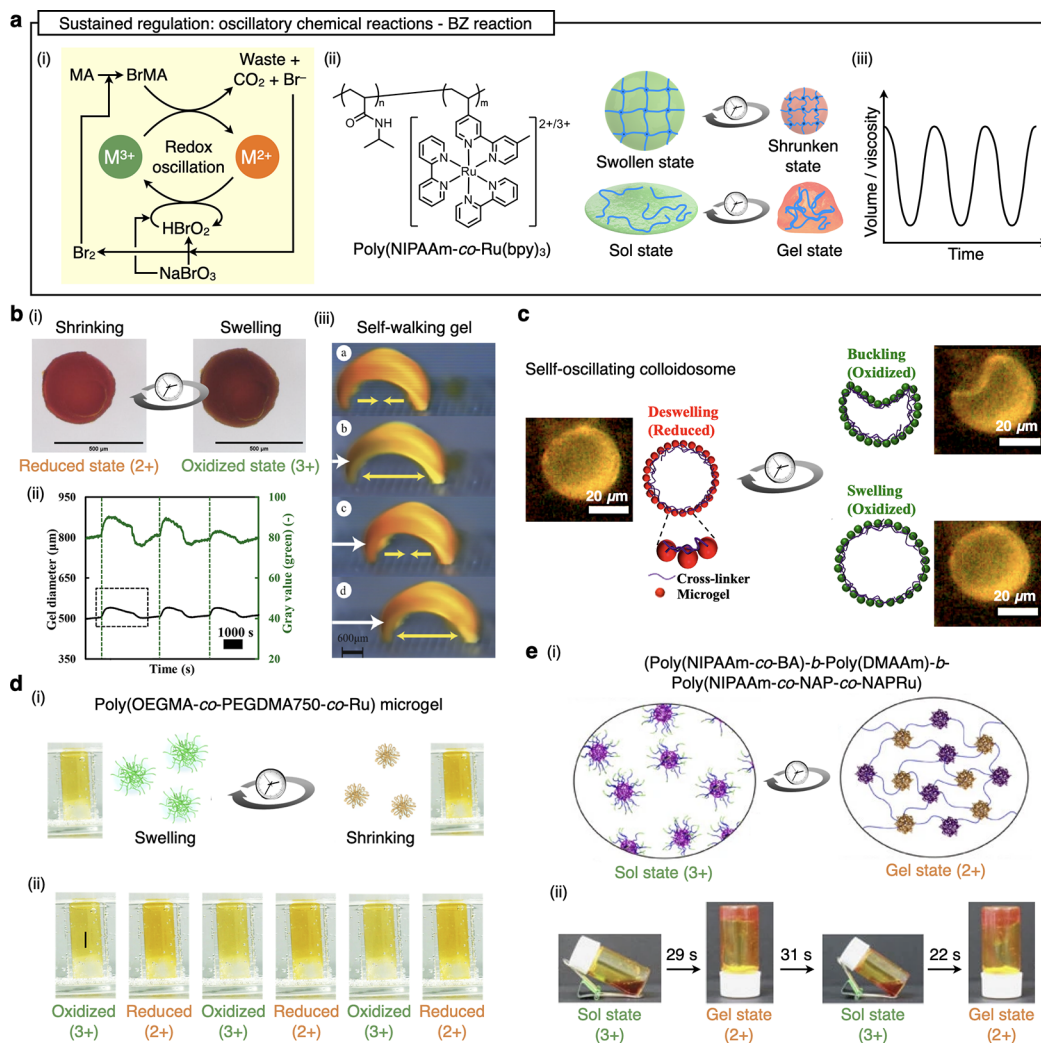 a
Sustained regulation: oscillatory chemical reactions - BZ reaction
(i)
MA
BrMA
Waste +
CO₂ + Br⁻
M³⁺
Redox
oscillation
M²⁺
HBrO₂
Br₂
NaBrO₃
(ii)
n
m
O
NH
N
N
N
N
N
N
Ru
2+/3+
Poly(NIPAAm-co-Ru(bpy)₃)
Swollen state
Shrunken
state
Sol state
Gel state
(iii)
Volume / viscosity
Time
b
(i)
Shrinking
Swelling
500 μm
500 μm
Reduced state (2+)
Oxidized state (3+)
(ii)
950
800
650
500
350
Gel diameter (μm)
100
80
60
40
20
Gray value (green) (-)
1000 s
Time (s)
(iii)
Self-walking gel
a
b
c
d
600μm
c
Sellf-oscillating colloidosome
20 μm
Deswelling
(Reduced)
Cross-linker
Microgel
Buckling
(Oxidized)
20 μm
Swelling
(Oxidized)
20 μm
d
(i)
Poly(OEGMA-co-PEGDMA750-co-Ru) microgel
Swelling
Shrinking
(ii)
Oxidized
(3+)
Reduced
(2+)
Oxidized
(3+)
Reduced
(2+)
Oxidized
(3+)
Reduced
(2+)
e
(i)
(Poly(NIPAAm-co-BA)-b-Poly(DMAAm)-b-
Poly(NIPAAm-co-NAP-co-NAPRu)
Sol state (3+)
Gel state (2+)
(ii)
29 s
31 s
22 s
Sol state
(3+)
Gel state
(2+)
Sol state
(3+)
Gel state
(2+)